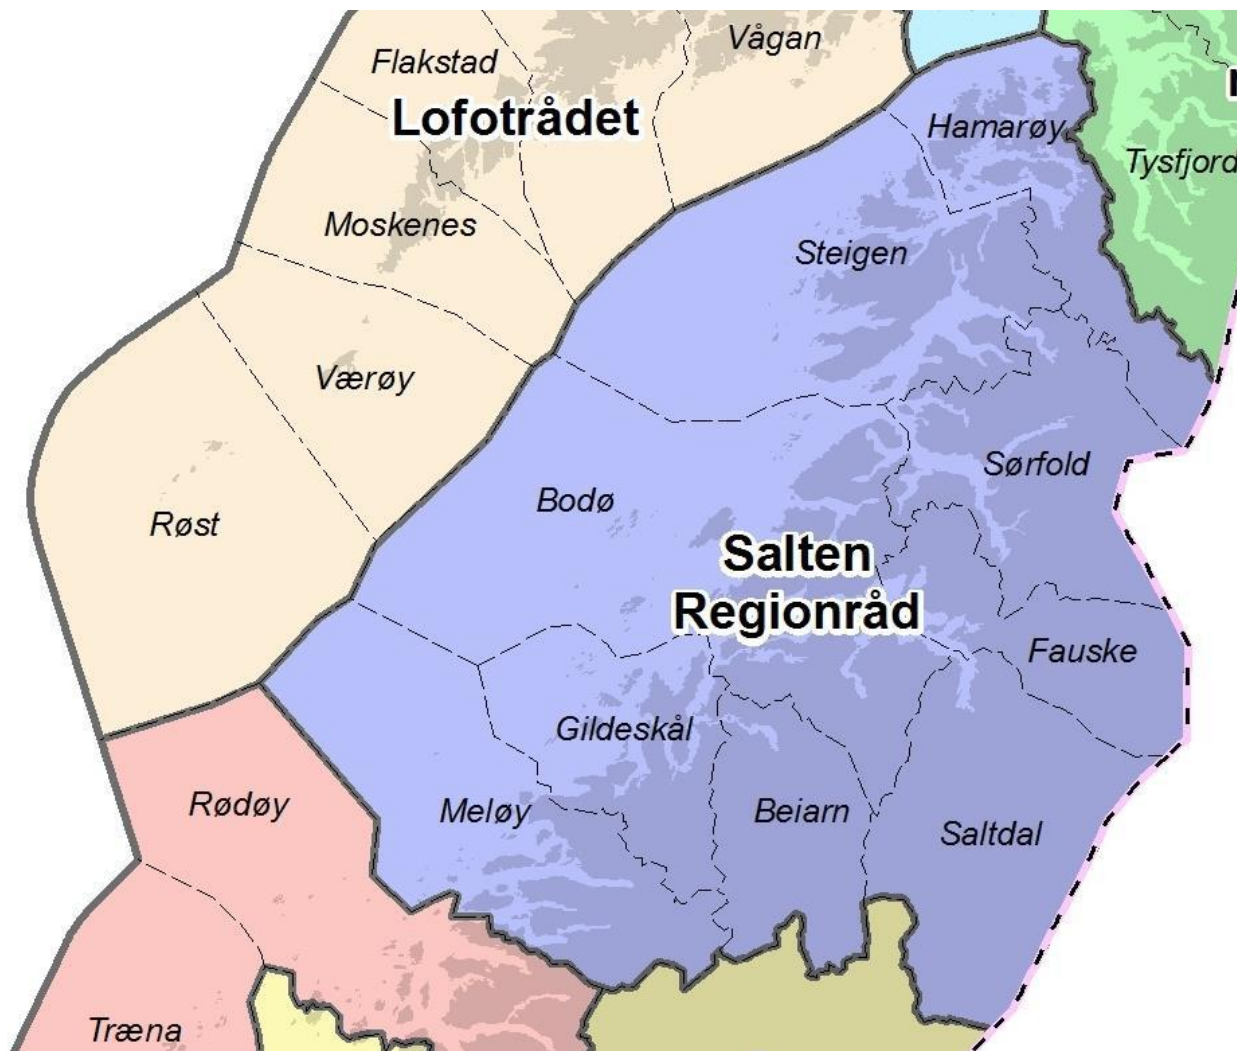 Vågan
Flakstad
Lofotrådet
Hamarøy
Tysfjord
Moskenes
Steigen
Værøy
Sørfold
Bodø
Røst
Salten
Regionråd
Fauske
Gildeskål
Rødøy
Meløy
Beiarn
Saltdal
Træna